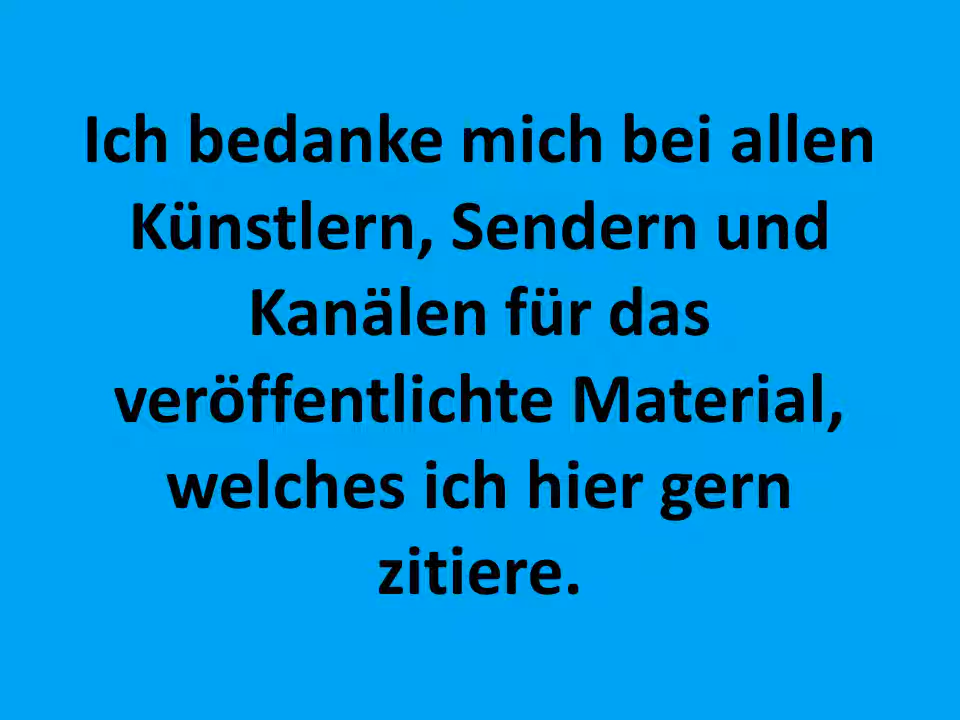 Ich bedanke mich bei allen
Künstlern, Sendern und
Kanälen für das
veröffentlichte Material,
welches ich hier gern
zitiere.